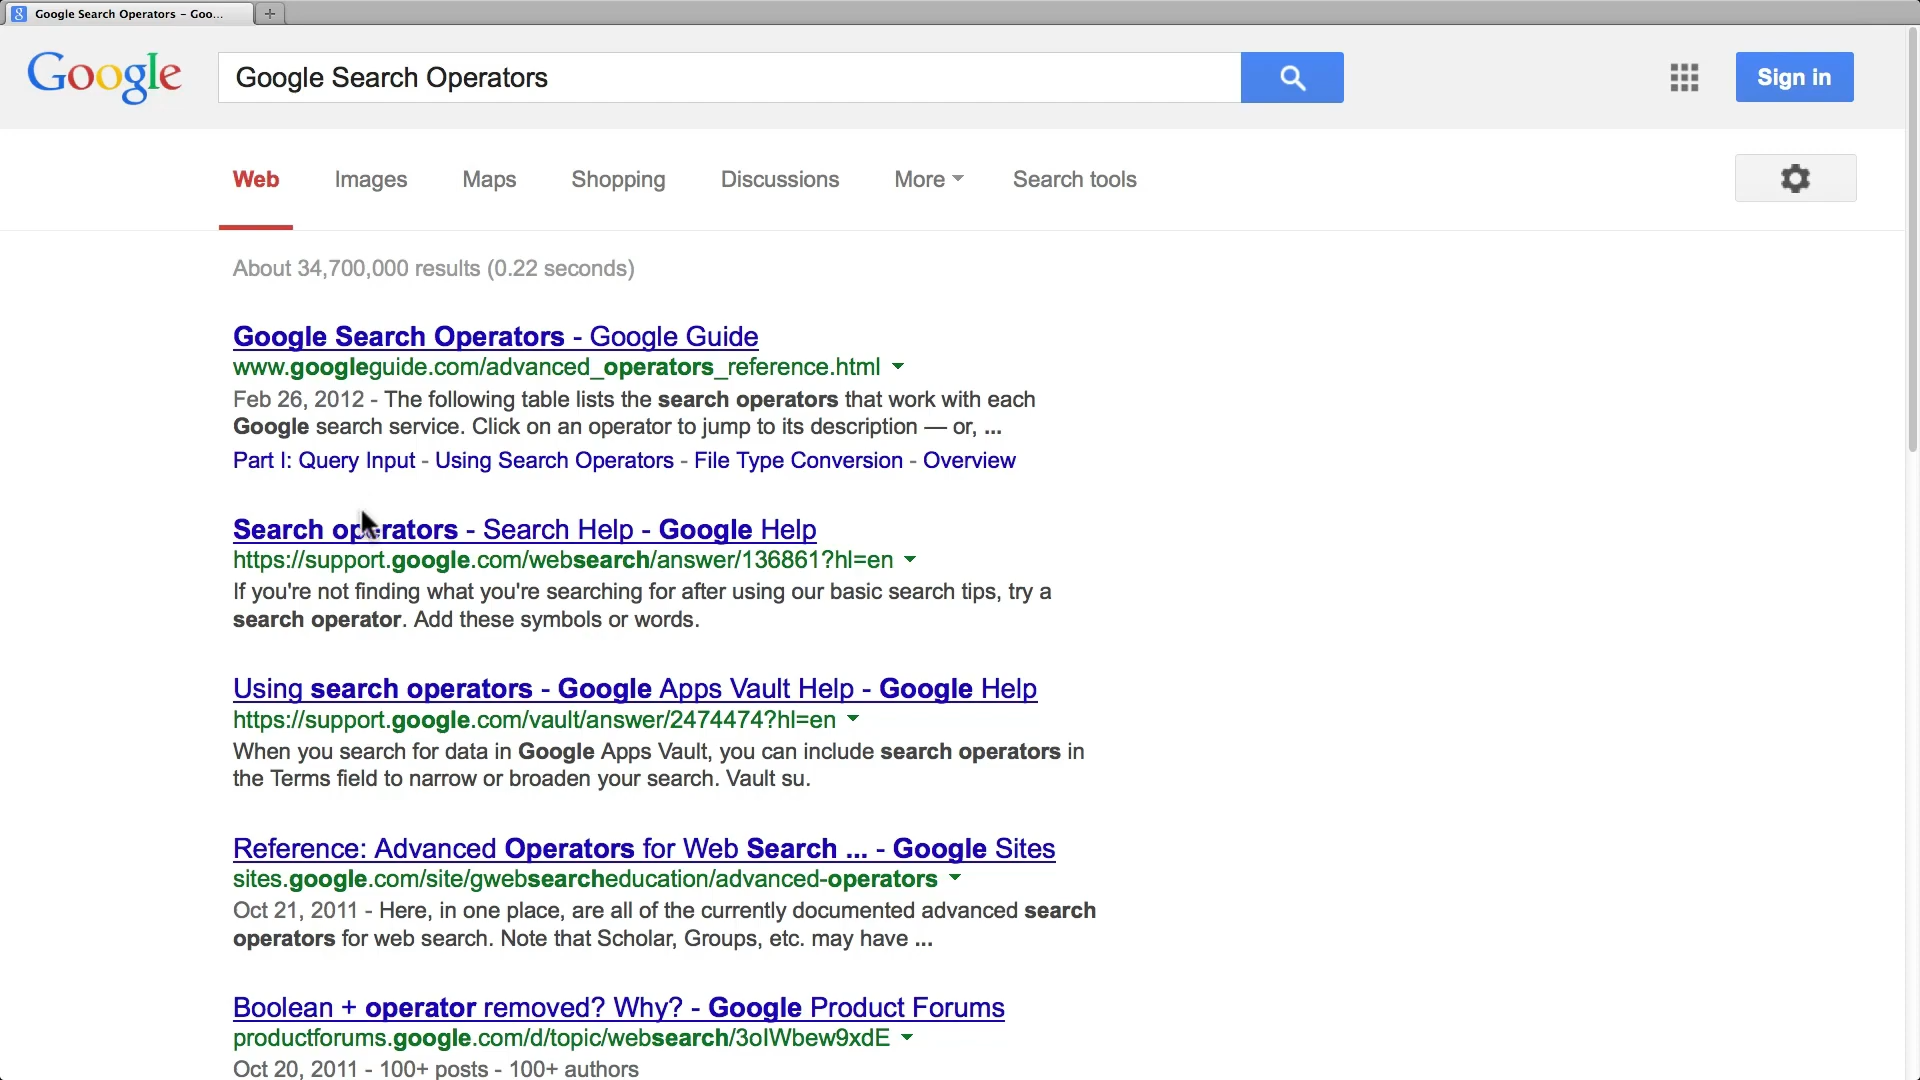 Google Search Operators - Goo...
Google
Google Search Operators
Sign in
Web Images Maps Shopping Discussions More Search tools
About 34,700,000 results (0.22 seconds)
Google Search Operators - Google Guide
www.googleguide.com/advanced_operators_reference.html
Feb 26, 2012 - The following table lists the search operators that work with each
Google search service. Click on an operator to jump to its description — or, ...
Part I: Query Input - Using Search Operators - File Type Conversion - Overview
Search operators - Search Help - Google Help
https://support.google.com/websearch/answer/136861?hl=en
If you're not finding what you're searching for after using our basic search tips, try a
search operator. Add these symbols or words.
Using search operators - Google Apps Vault Help - Google Help
https://support.google.com/vault/answer/2474474?hl=en
When you search for data in Google Apps Vault, you can include search operators in
the Terms field to narrow or broaden your search. Vault su.
Reference: Advanced Operators for Web Search ... - Google Sites
sites.google.com/site/gwebsearcheducation/advanced-operators
Oct 21, 2011 - Here, in one place, are all of the currently documented advanced search
operators for web search. Note that Scholar, Groups, etc. may have ...
Boolean + operator removed? Why? - Google Product Forums
productforums.google.com/d/topic/websearch/3oIWbew9xdE
Oct 20, 2011 - 100+ posts - 100+ authors